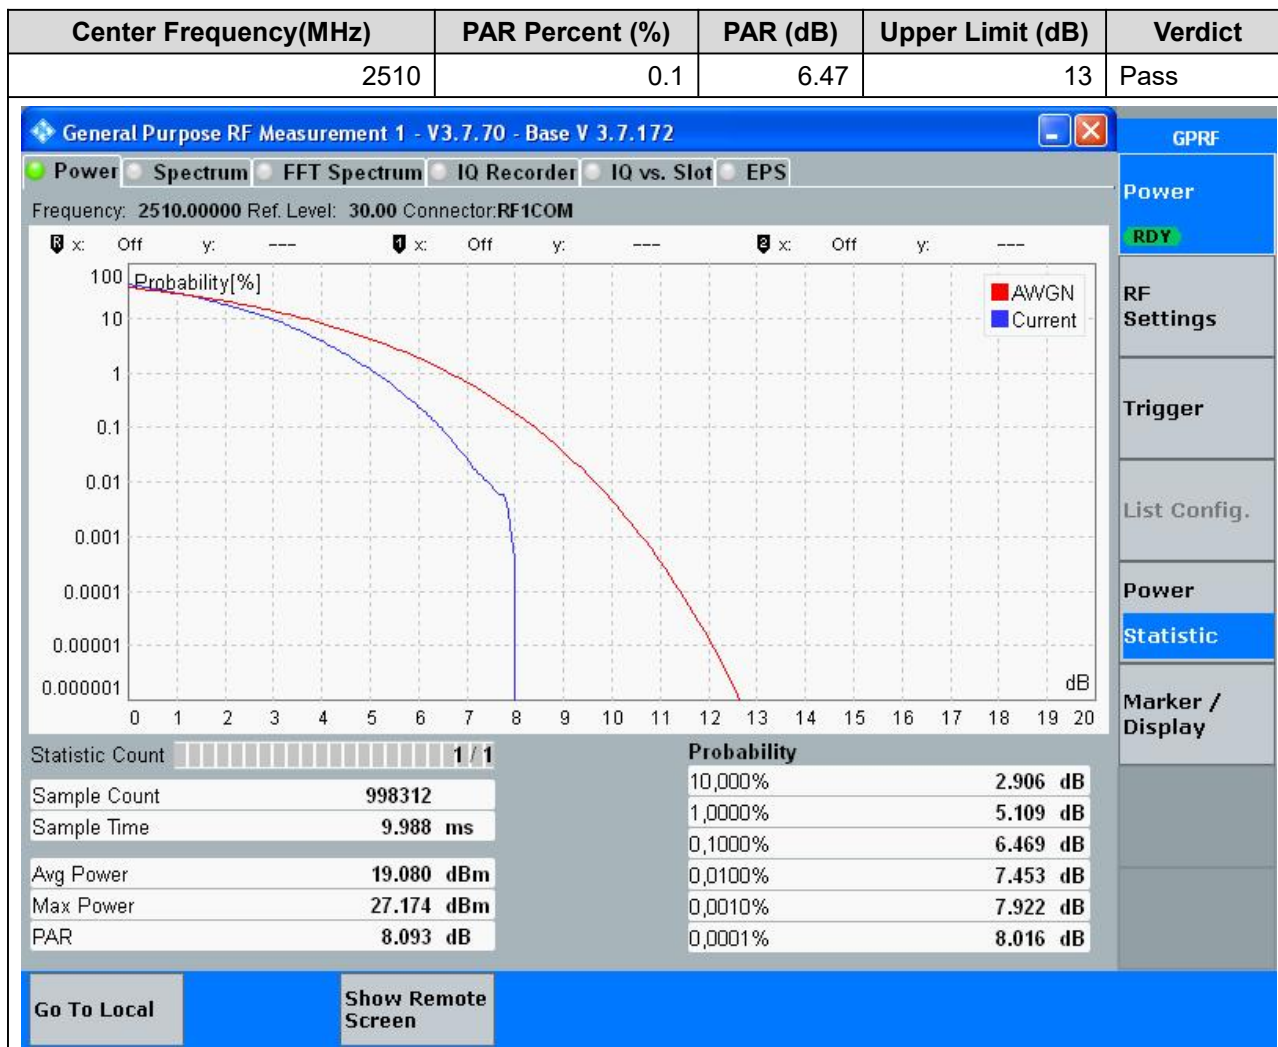 Center Frequency(MHz) PAR Percent (%) PAR (dB) Upper Limit (dB) Verdict
2510 0.1 6.47 13 Pass
General Purpose RF Measurement 1 - V3.7.70 - Base V 3.7.172
GPRF
Power Spectrum FFT Spectrum IQ Recorder IQ vs. Slot EPS
Power
RDY
Frequency: 2510.00000 Ref. Level: 30.00 Connector:RF1COM
R x: Off y: --- 1 x: Off y: --- 2 x: Off y: ---
Probability[%]
AWGN
Current
100
10
1
0.1
0.01
0.001
0.0001
0.00001
0.000001
dB
0 1 2 3 4 5 6 7 8 9 10 11 12 13 14 15 16 17 18 19 20
RF
Settings
Trigger
List Config.
Power
Statistic
Marker /
Display
Statistic Count 1 / 1
Sample Count 998312
Sample Time 9.988 ms
Avg Power 19.080 dBm
Max Power 27.174 dBm
PAR 8.093 dB
Probability
10,000% 2.906 dB
1,0000% 5.109 dB
0,1000% 6.469 dB
0,0100% 7.453 dB
0,0010% 7.922 dB
0,0001% 8.016 dB
Go To Local
Show Remote
Screen